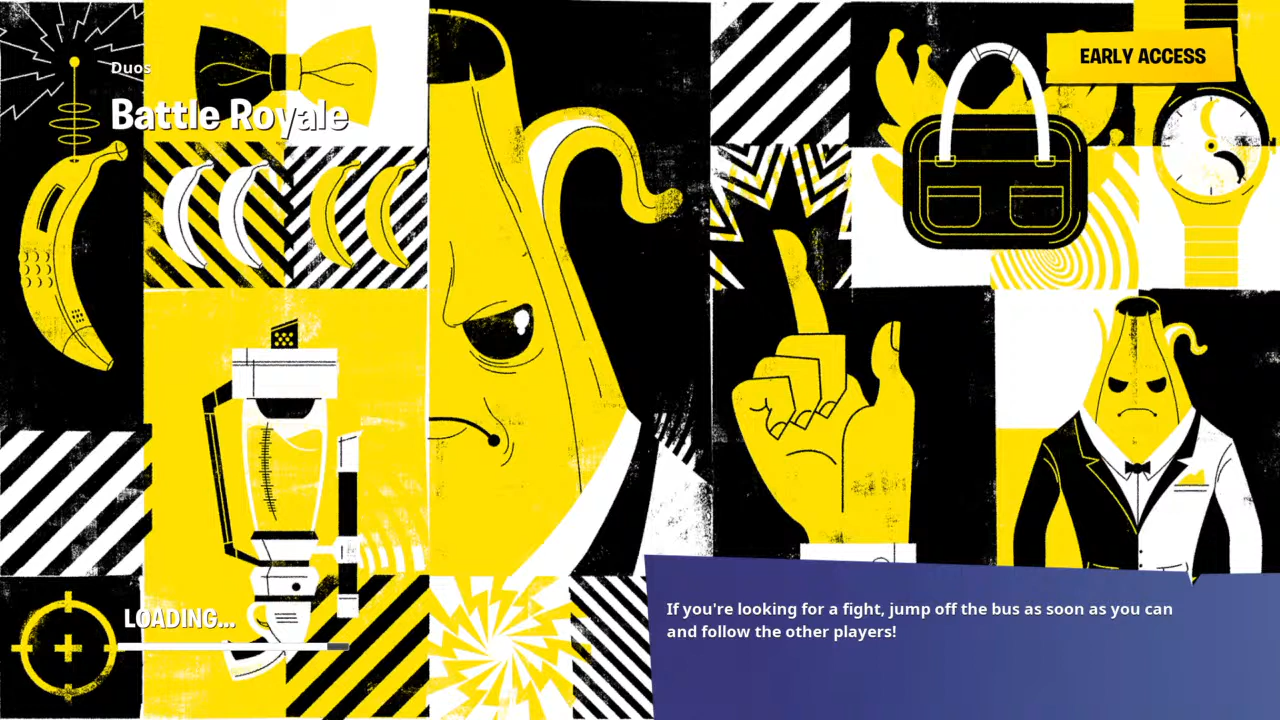 Duos
Battle Royale
EARLY ACCESS
LOADING...
If you're looking for a fight, jump off the bus as soon as you can
and follow the other players!